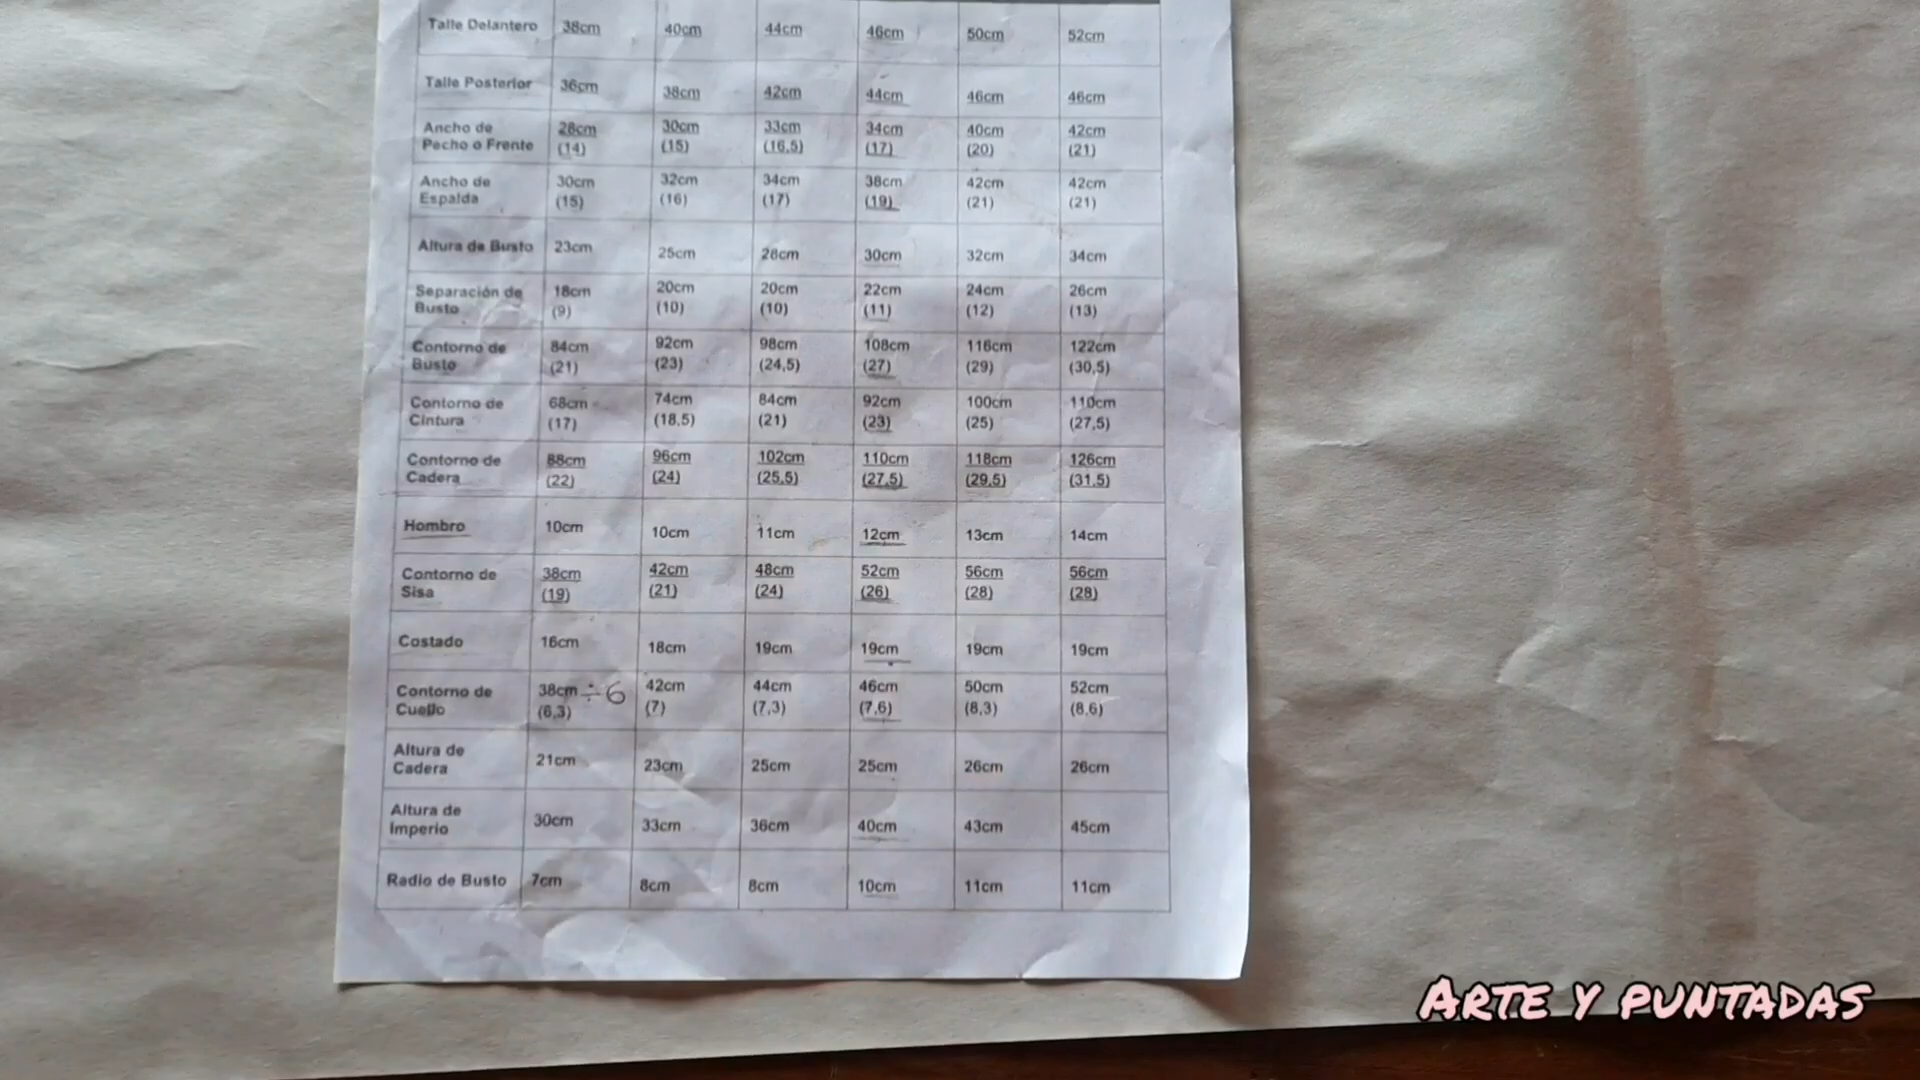 Talle Delantero 38cm 40cm 44cm 46cm 50cm 52cm
Talle Posterior 36cm 38cm 42cm 44cm 46cm 46cm
Ancho de 28cm 30cm 33cm 34cm 40cm 42cm
Pecho o Frente (14) (15) (16,5) (17) (20) (21)
Ancho de 30cm 32cm 34cm 38cm 42cm 42cm
Espalda (15) (16) (17) (19) (21) (21)
Altura de Busto 23cm 25cm 28cm 30cm 32cm 34cm
Separación de 18cm 20cm 20cm 22cm 24cm 26cm
Busto (9) (10) (10) (11) (12) (13)
Contorno de 84cm 92cm 98cm 108cm 116cm 122cm
Busto (21) (23) (24,5) (27) (29) (30,5)
Contorno de 68cm 74cm 84cm 92cm 100cm 110cm
Cintura (17) (18,5) (21) (23) (25) (27,5)
Contorno de 88cm 96cm 102cm 110cm 118cm 126cm
Cadera (22) (24) (25,5) (27,5) (29,5) (31,5)
Hombro 10cm 10cm 11cm 12cm 13cm 14cm
Contorno de 38cm 42cm 48cm 52cm 56cm 56cm
Sisa (19) (21) (24) (26) (28) (28)
Costado 16cm 18cm 19cm 19cm 19cm 19cm
Contorno de 38cm ÷6 42cm 44cm 46cm 50cm 52cm
Cuello (6,3) (7) (7,3) (7,6) (8,3) (8,6)
Altura de
Cadera 21cm 23cm 25cm 25cm 26cm 26cm
Altura de
Imperio 30cm 33cm 36cm 40cm 43cm 45cm
Radio de Busto 7cm 8cm 8cm 10cm 11cm 11cm
Arte y puntadas